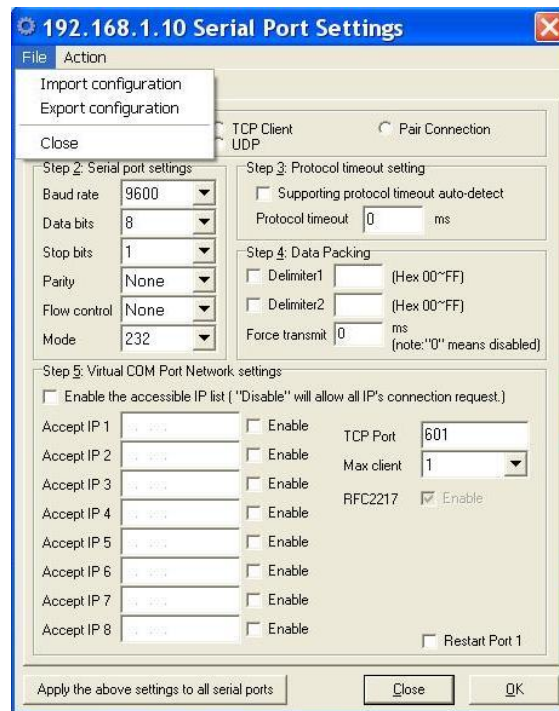 192.168.1.10 Serial Port Settings
File Action
Import configuration
Export configuration
Close
TCP Client
Pair Connection
UDP
Step 2: Serial port settings
Baud rate 9600
Data bits 8
Stop bits 1
Parity None
Flow control None
Mode 232
Step 3: Protocol timeout setting
Supporting protocol timeout auto-detect
Protocol timeout 0 ms
Step 4: Data Packing
Delimiter1 (Hex 00~FF)
Delimiter2 (Hex 00~FF)
Force transmit 0 ms
(note:"0" means disabled)
Step 5: Virtual COM Port Network settings
Enable the accessible IP list ( "Disable" will allow all IP's connection request.)
Accept IP 1 Enable
Accept IP 2 Enable
Accept IP 3 Enable
Accept IP 4 Enable
Accept IP 5 Enable
Accept IP 6 Enable
Accept IP 7 Enable
Accept IP 8 Enable
TCP Port 601
Max client 1
RFC2217 Enable
Restart Port 1
Apply the above settings to all serial ports
Close
OK